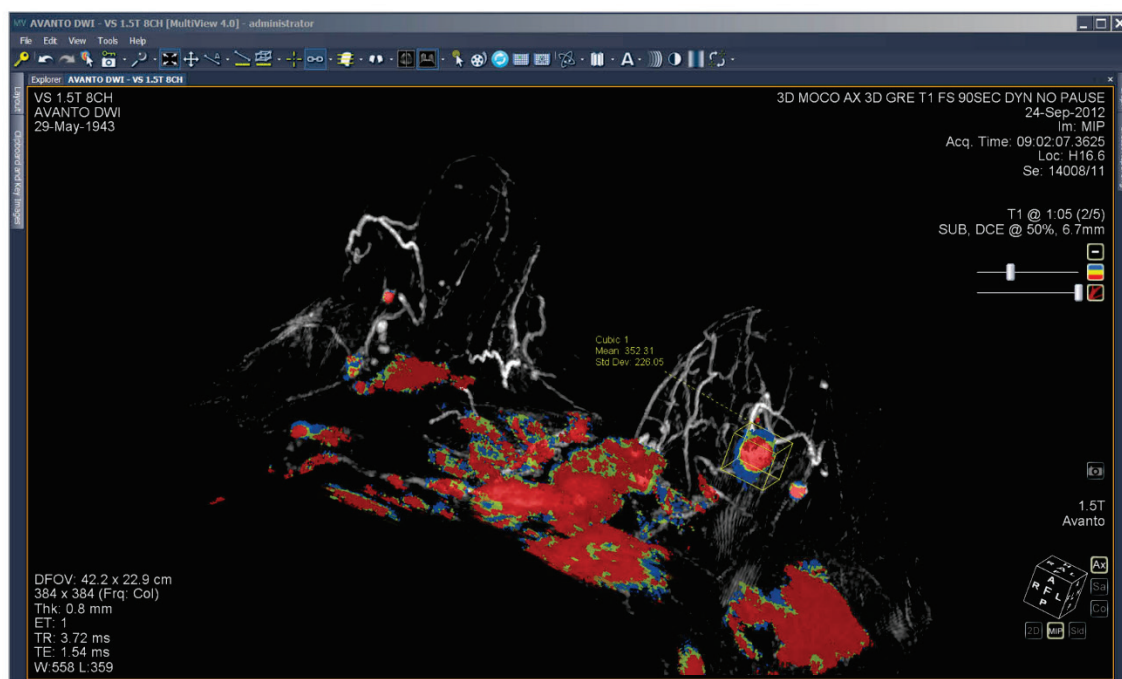 AVANTO DWI - VS 1.5T 8CH [MultiView 4.0] - administrator
File Edit View Tools Help
Explorer AVANTO DWI - VS 1.5T 8CH
Layout
Clipboard and Key Images
VS 1.5T 8CH
AVANTO DWI
29-May-1943
3D MOCO AX 3D GRE T1 FS 90SEC DYN NO PAUSE
24-Sep-2012
Im: MIP
Acq. Time: 09:02:07.3625
Loc: H16.6
Se: 14008/11
T1 @ 1:05 (2/5)
SUB, DCE @ 50%, 6.7mm
Cubic 1
Mean 352.31
Std Dev: 226.05
1.5T
Avanto
DFOV: 42.2 x 22.9 cm
384 x 384 (Frq: Col)
Thk: 0.8 mm
ET: 1
TR: 3.72 ms
TE: 1.54 ms
W:558 L:359
Ax
Sa
Co
R A F L P
2D MIP Sld